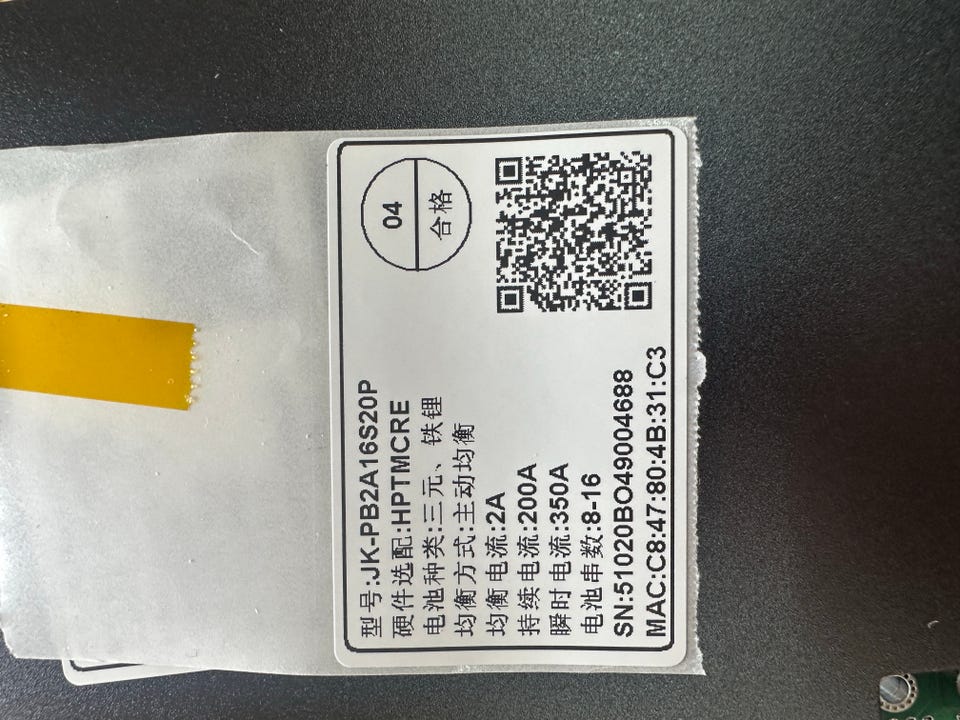 04
合格
型号:JK-PB2A16S20P
硬件选配:HPTMCRE
电池种类:三元、铁锂
均衡方式:主动均衡
均衡电流:2A
持续电流:200A
瞬时电流:350A
电池串数:8-16
SN:51020BO49004688
MAC:C8:47:80:4B:31:C3